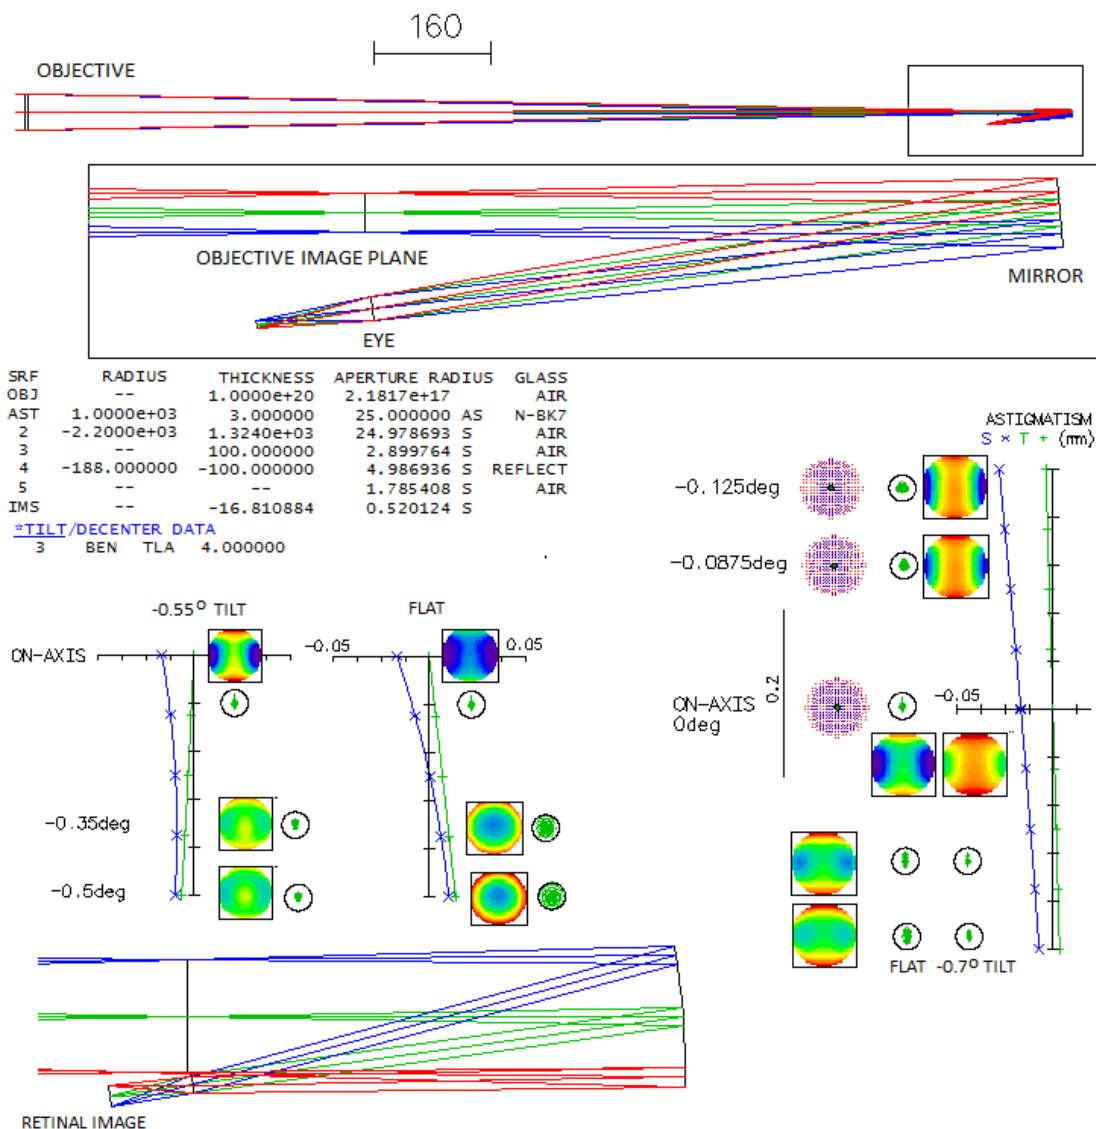 160
OBJECTIVE
OBJECTIVE IMAGE PLANE
MIRROR
EYE
SRF RADIUS THICKNESS APERTURE RADIUS GLASS
OBJ -- 1.0000e+20 2.1817e+17 AIR
AST 1.0000e+03 3.000000 25.000000 AS N-BK7
2 -2.2000e+03 1.3240e+03 24.978693 S AIR
3 -- 100.000000 2.899764 S AIR
4 -188.000000 -100.000000 4.986936 S REFLECT
5 -- -- 1.785408 S AIR
IMS -- -16.810884 0.520124 S
*TILT/DECENTER DATA
3 BEN TLA 4.000000
ASTIGMATISM
S × T + (mm)
-0.125deg
-0.0875deg
ON-AXIS
0deg
0.2
-0.05
FLAT -0.7° TILT
-0.55° TILT
FLAT
ON-AXIS
-0.05
0.05
-0.35deg
-0.5deg
RETINAL IMAGE